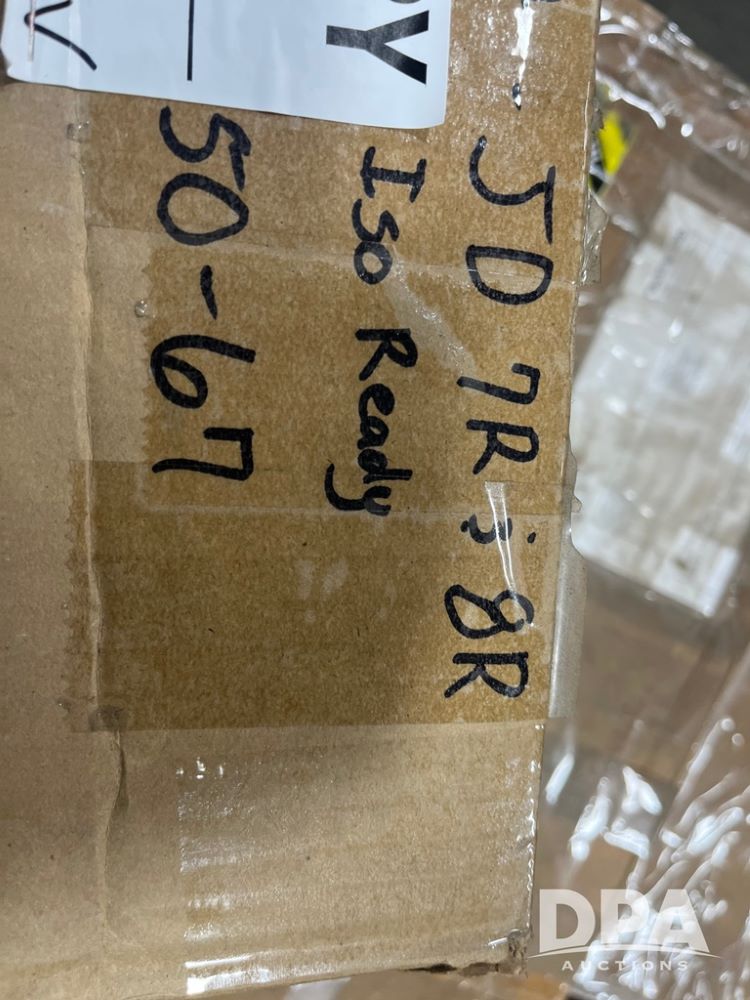 - JD 7R ; 8R
Iso Ready
50-67
DPA
AUCTIONS